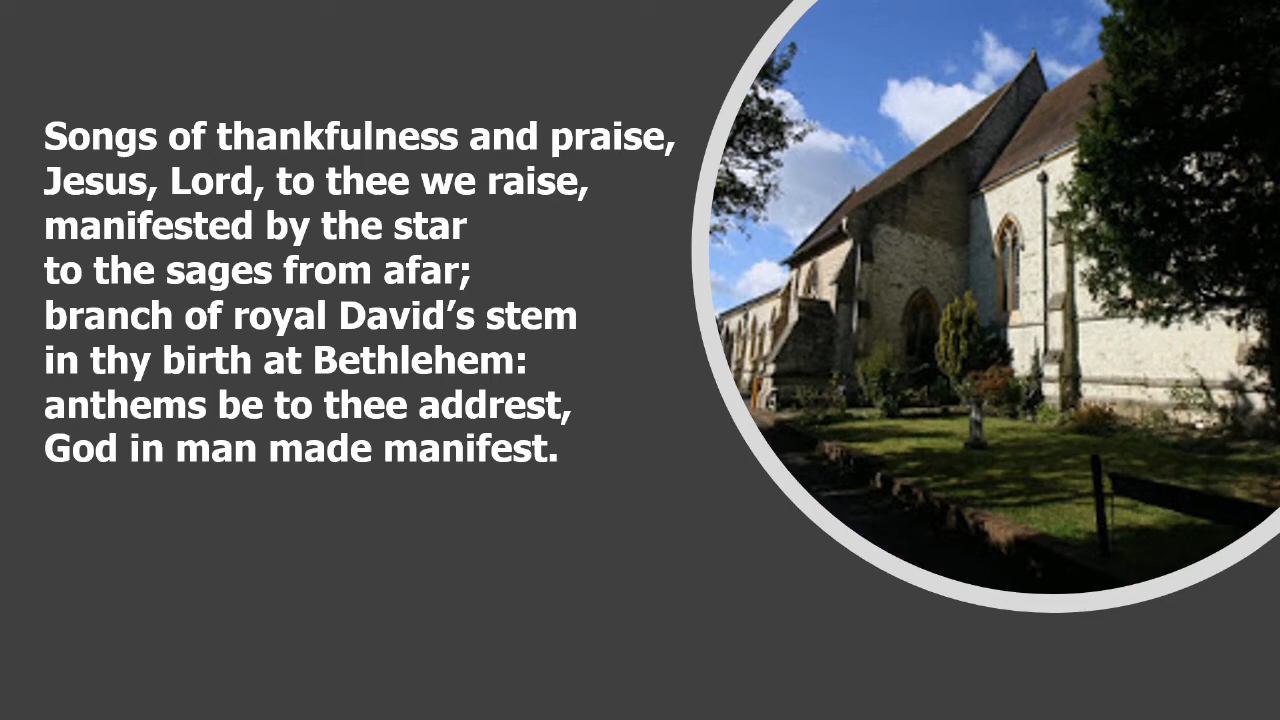 Songs of thankfulness and praise,
Jesus, Lord, to thee we raise,
manifested by the star
to the sages from afar;
branch of royal David’s stem
in thy birth at Bethlehem:
anthems be to thee addrest,
God in man made manifest.